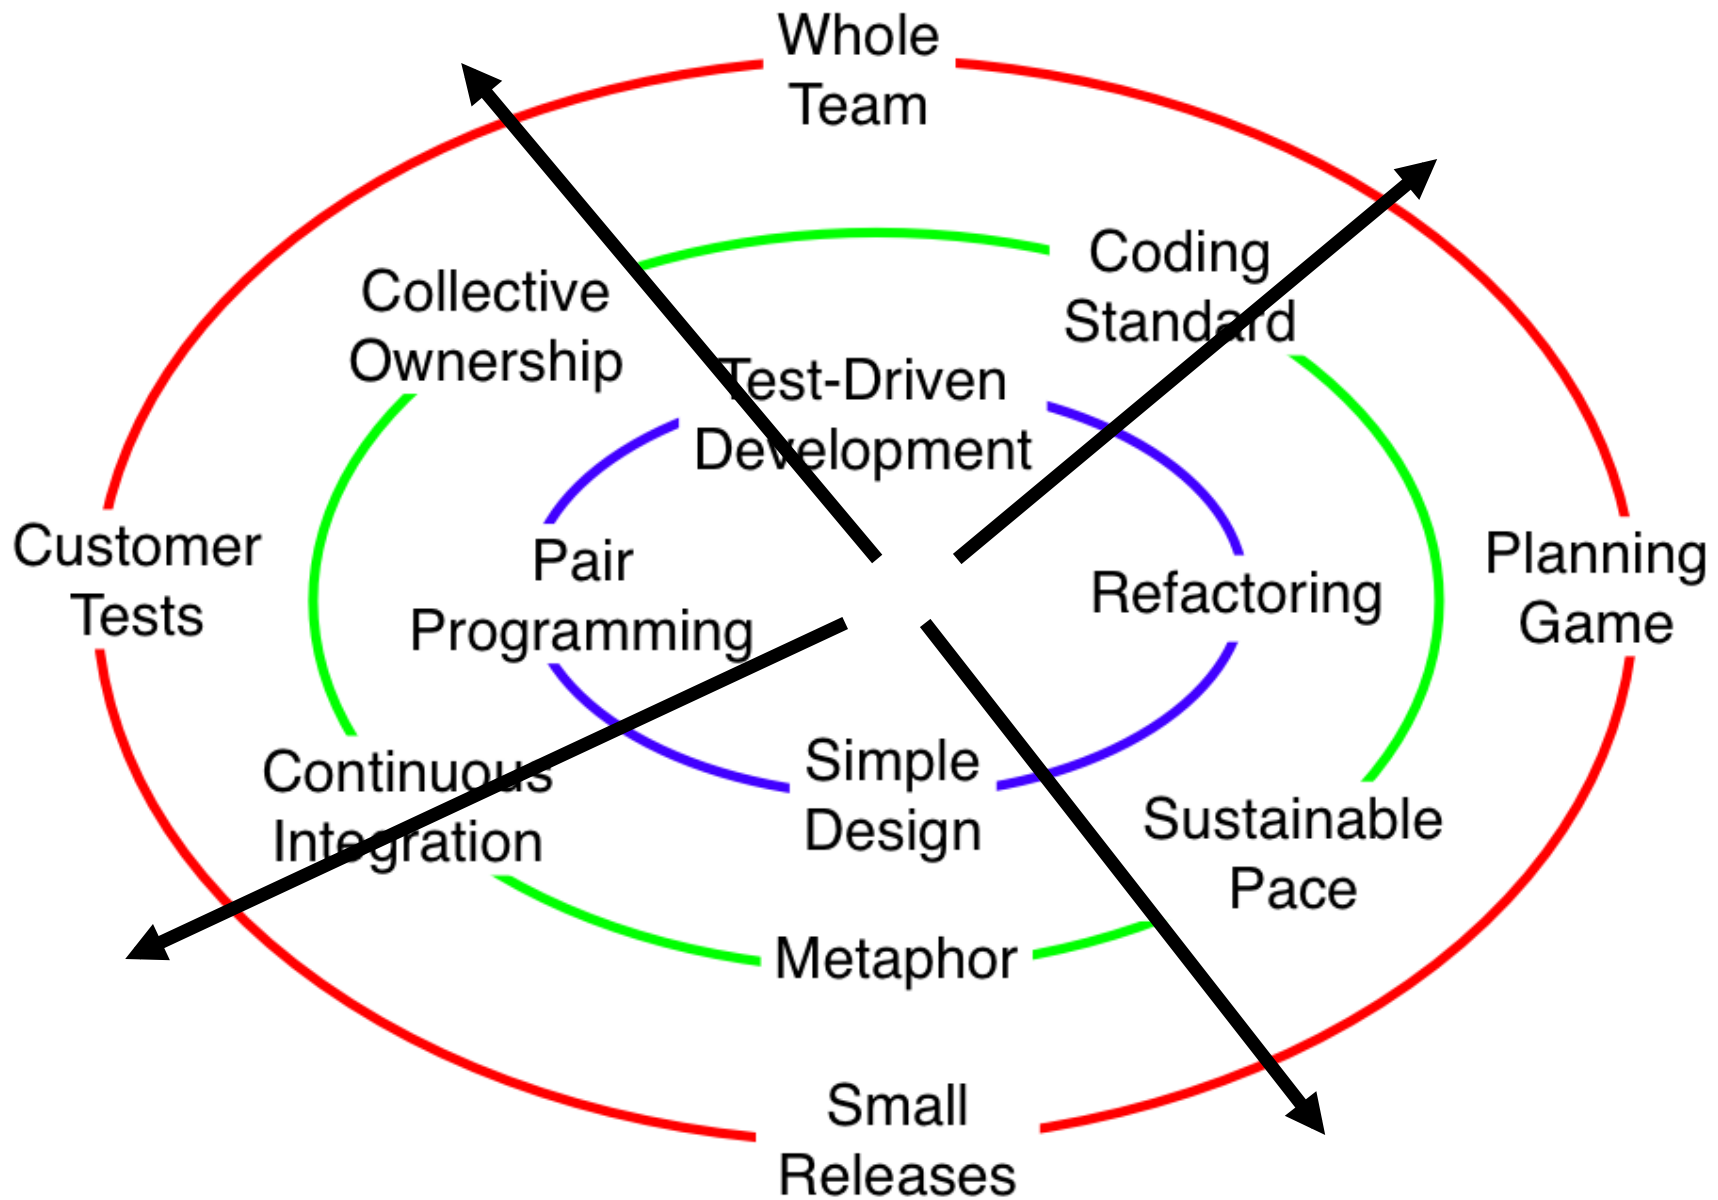 Whole
Team
Coding
Standard
Collective
Ownership
Test-Driven
Development
Customer
Tests
Pair
Programming
Refactoring
Planning
Game
Continuous
Integration
Simple
Design
Sustainable
Pace
Metaphor
Small
Releases